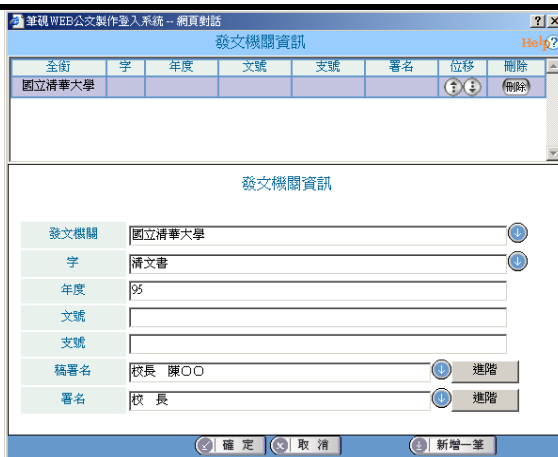 筆硯WEB公文製作登入系統 -- 網頁對話
發文機關資訊 Help?
全銜 字 年度 文號 支號 署名 位移 刪除
國立清華大學 刪除
發文機關資訊
發文機關 國立清華大學
字 清文書
年度 95
文號
支號
稿署名 校長 陳〇〇 進階
署名 校 長 進階
確 定 取 消 新增一筆